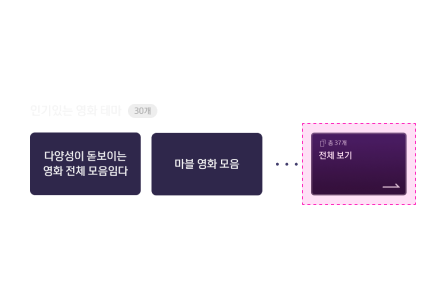 인기있는 영화 테마 30개
다양성이 돋보이는
영화 전체 모음임다
마블 영화 모음
총 37개
전체 보기